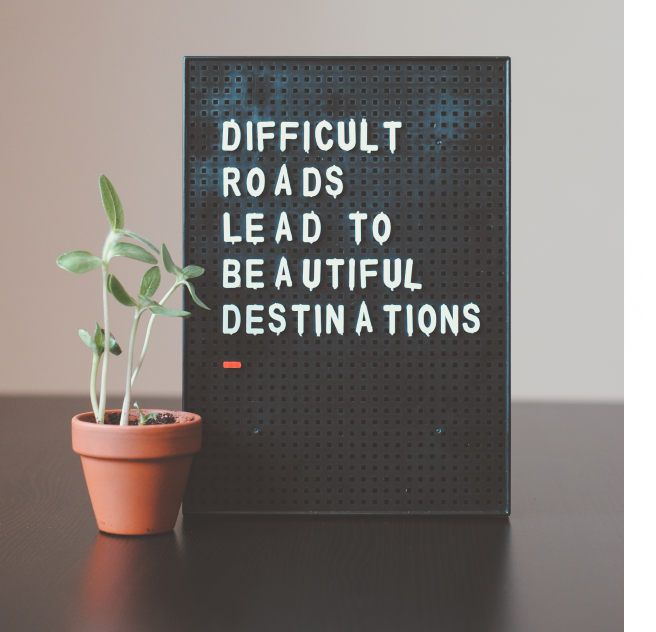 DIFFICULT
ROADS
LEAD TO
BEAUTIFUL
DESTINATIONS